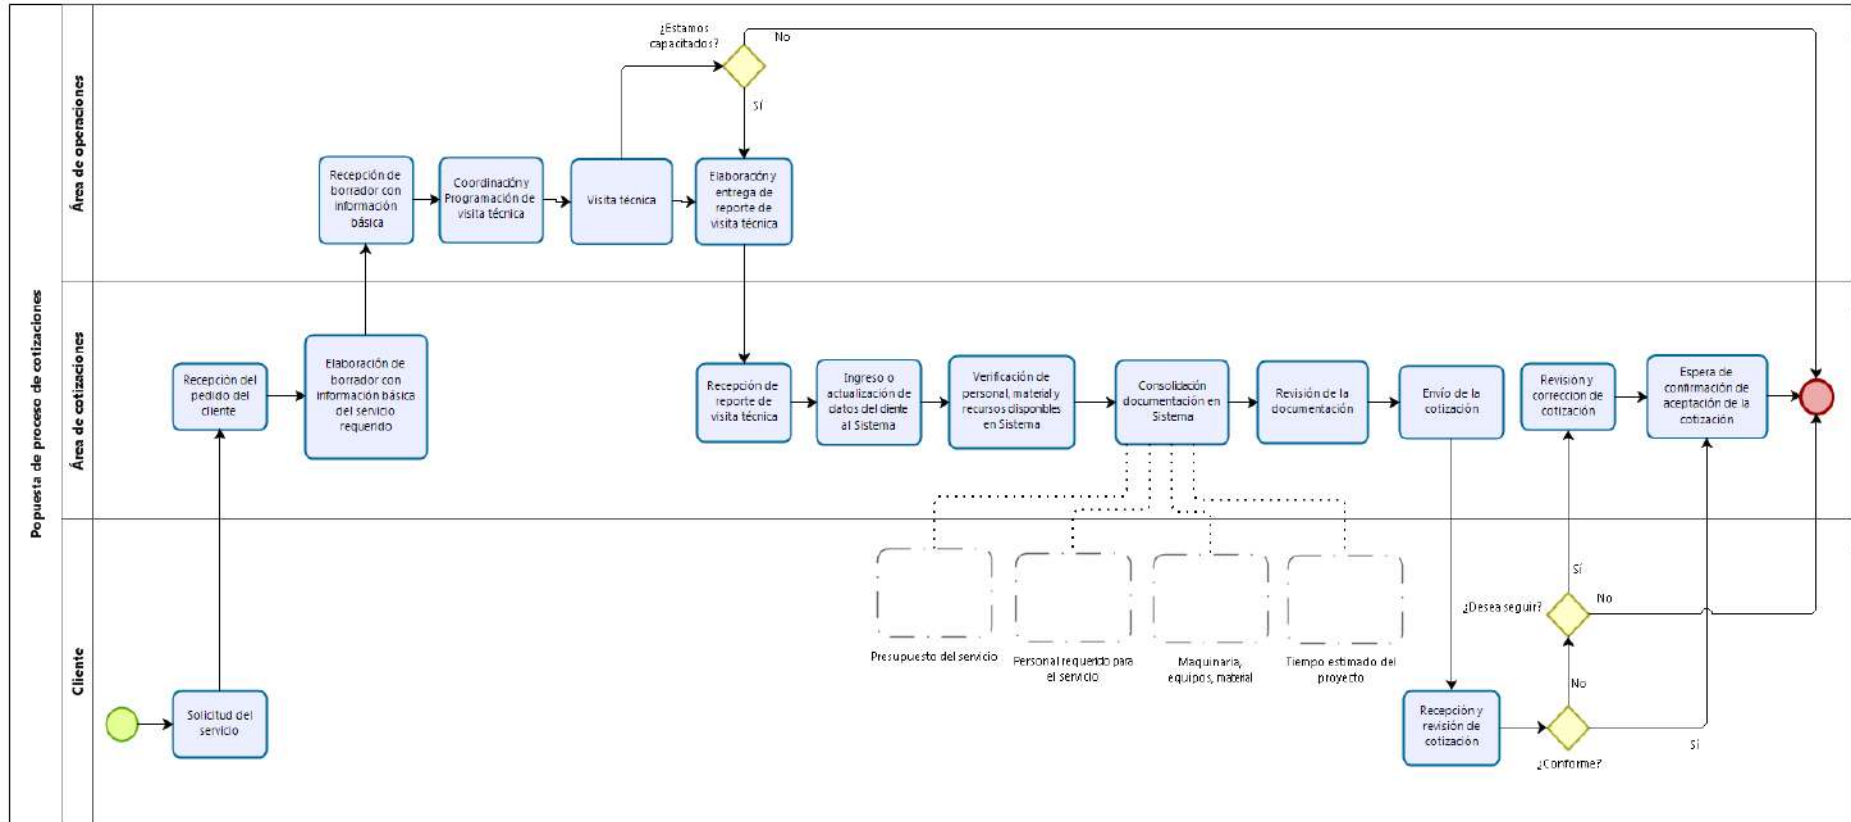 Popuesta de proceso de cotizaciones
Área de operaciones
¿Estamos
capacitados?
No
Sí
Recepción de
borrador con
información
básica
Coordinación y
Programación de
visita técnica
Visita técnica
Elaboración y
entrega de
reporte de
visita técnica
Área de cotizaciones
Recepción del
pedido del
cliente
Elaboración de
borrador con
información básica
del servicio
requerido
Recepción de
reporte de
visita técnica
Ingreso o
actualización de
datos del cliente
al Sistema
Verificación de
personal, material y
recursos disponibles
en Sistema
Consolidación
documentación en
Sistema
Revisión de la
documentación
Envío de la
cotización
Revisión y
corrección de
cotización
Espera de
confirmación de
aceptación de la
cotización
Cliente
Solicitud del
servicio
Presupuesto del servicio
Personal requerido para
el servicio
Maquinaria,
equipos, material
Tiempo estimado del
proyecto
Recepción y
revisión de
cotización
¿Conforme?
No
Sí
¿Desea seguir?
Sí
No